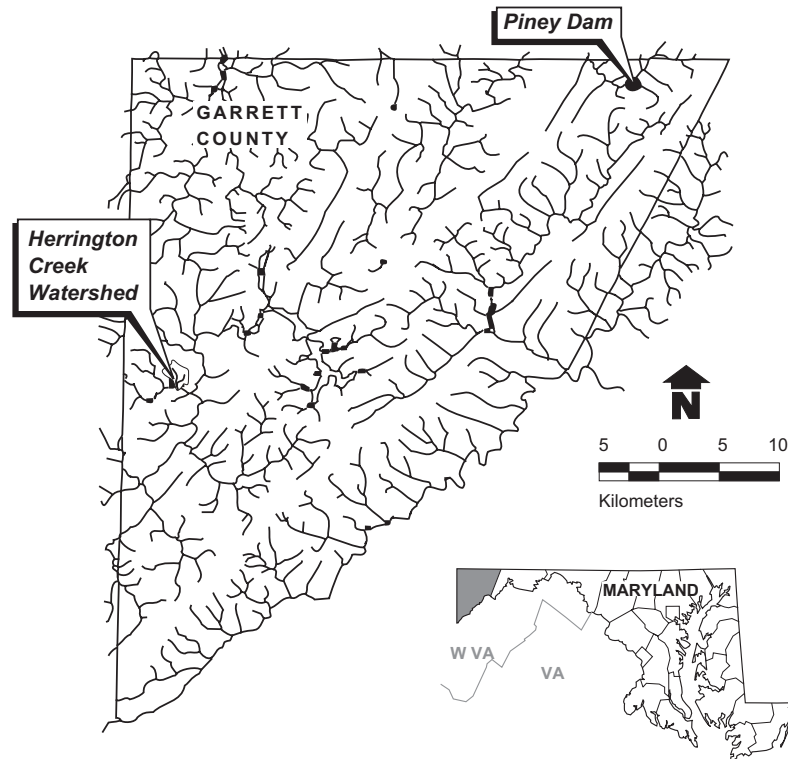 Piney Dam
GARRETT
COUNTY
Herrington
Creek
Watershed
N
5 0 5 10
Kilometers
MARYLAND
W VA
VA